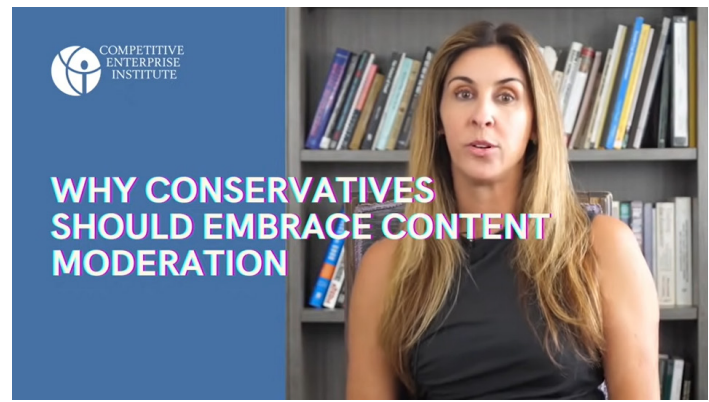 COMPETITIVE
ENTERPRISE
INSTITUTE
WHY CONSERVATIVES
SHOULD EMBRACE CONTENT
MODERATION